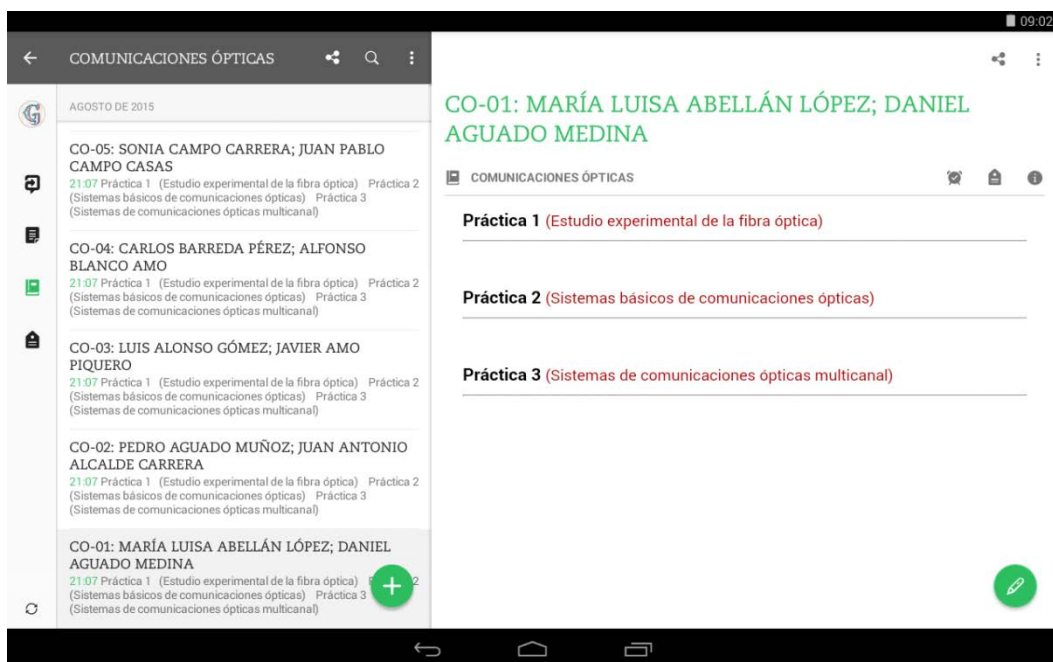 09:02
COMUNICACIONES ÓPTICAS
AGOSTO DE 2015
CO-05: SONIA CAMPO CARRERA; JUAN PABLO
CAMPO CASAS
21:07 Práctica 1 (Estudio experimental de la fibra óptica) Práctica 2
(Sistemas básicos de comunicaciones ópticas) Práctica 3
(Sistemas de comunicaciones ópticas multicanal)
CO-04: CARLOS BARREDA PÉREZ; ALFONSO
BLANCO AMO
21:07 Práctica 1 (Estudio experimental de la fibra óptica) Práctica 2
(Sistemas básicos de comunicaciones ópticas) Práctica 3
(Sistemas de comunicaciones ópticas multicanal)
CO-03: LUIS ALONSO GÓMEZ; JAVIER AMO
PIQUERO
21:07 Práctica 1 (Estudio experimental de la fibra óptica) Práctica 2
(Sistemas básicos de comunicaciones ópticas) Práctica 3
(Sistemas de comunicaciones ópticas multicanal)
CO-02: PEDRO AGUADO MUÑOZ; JUAN ANTONIO
ALCALDE CARRERA
21:07 Práctica 1 (Estudio experimental de la fibra óptica) Práctica 2
(Sistemas básicos de comunicaciones ópticas) Práctica 3
(Sistemas de comunicaciones ópticas multicanal)
CO-01: MARÍA LUISA ABELLÁN LÓPEZ; DANIEL
AGUADO MEDINA
21:07 Práctica 1 (Estudio experimental de la fibra óptica) 2
(Sistemas básicos de comunicaciones ópticas) Práctica 3
(Sistemas de comunicaciones ópticas multicanal)
CO-01: MARÍA LUISA ABELLÁN LÓPEZ; DANIEL
AGUADO MEDINA
COMUNICACIONES ÓPTICAS
Práctica 1 (Estudio experimental de la fibra óptica)
Práctica 2 (Sistemas básicos de comunicaciones ópticas)
Práctica 3 (Sistemas de comunicaciones ópticas multicanal)